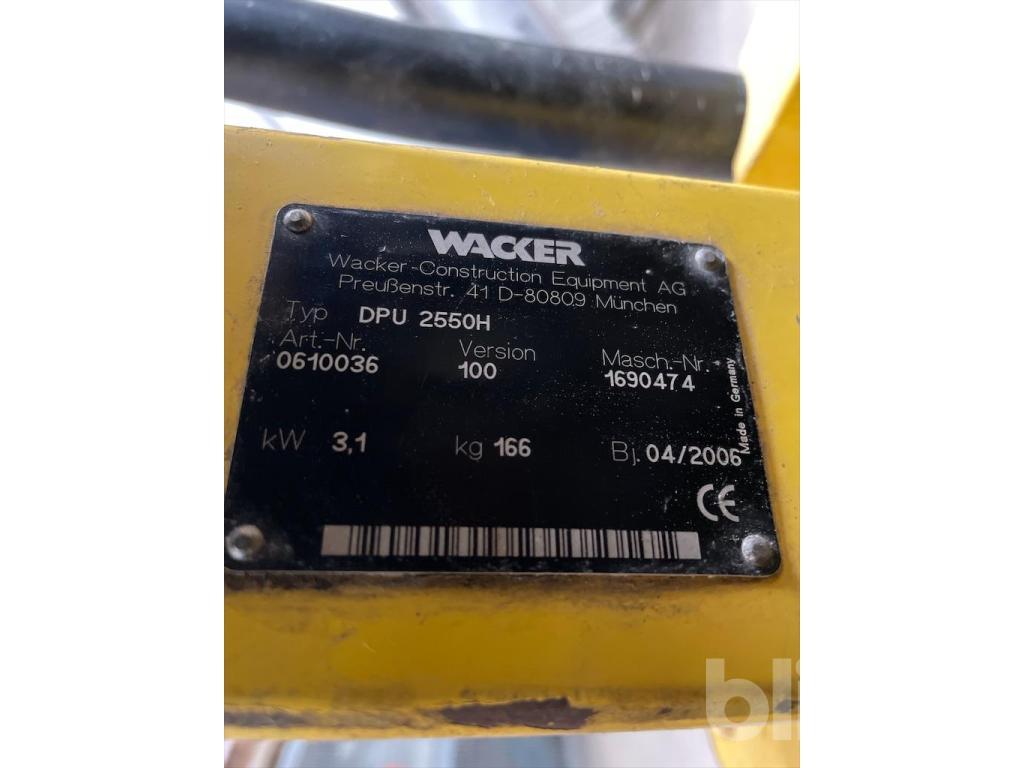 WACKER
Wacker-Construction Equipment AG
Preußenstr. 41 D-80809 München
Typ DPU 2550H
Art.-Nr. Version Masch.-Nr.
0610036 100 1690474
kW 3,1 kg 166 Bj. 04/2006
Made in Germany
CE